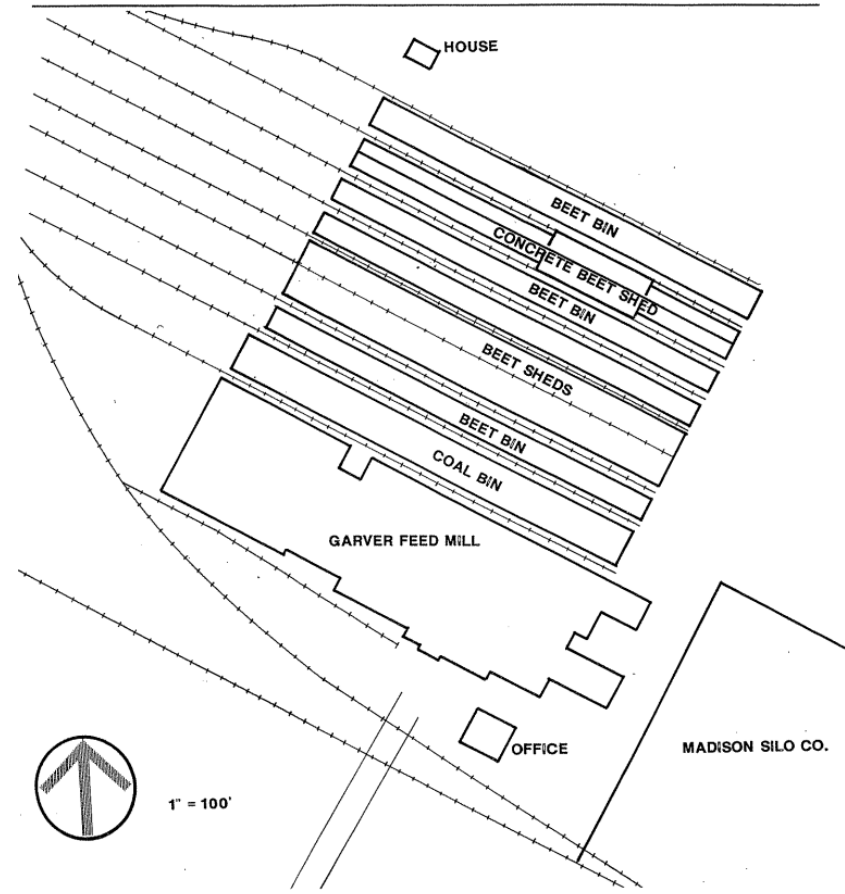 HOUSE
BEET BIN
CONCRETE BEET SHED
BEET BIN
BEET SHEDS
BEET BIN
COAL BIN
GARVER FEED MILL
OFFICE
MADISON SILO CO.
1" = 100'